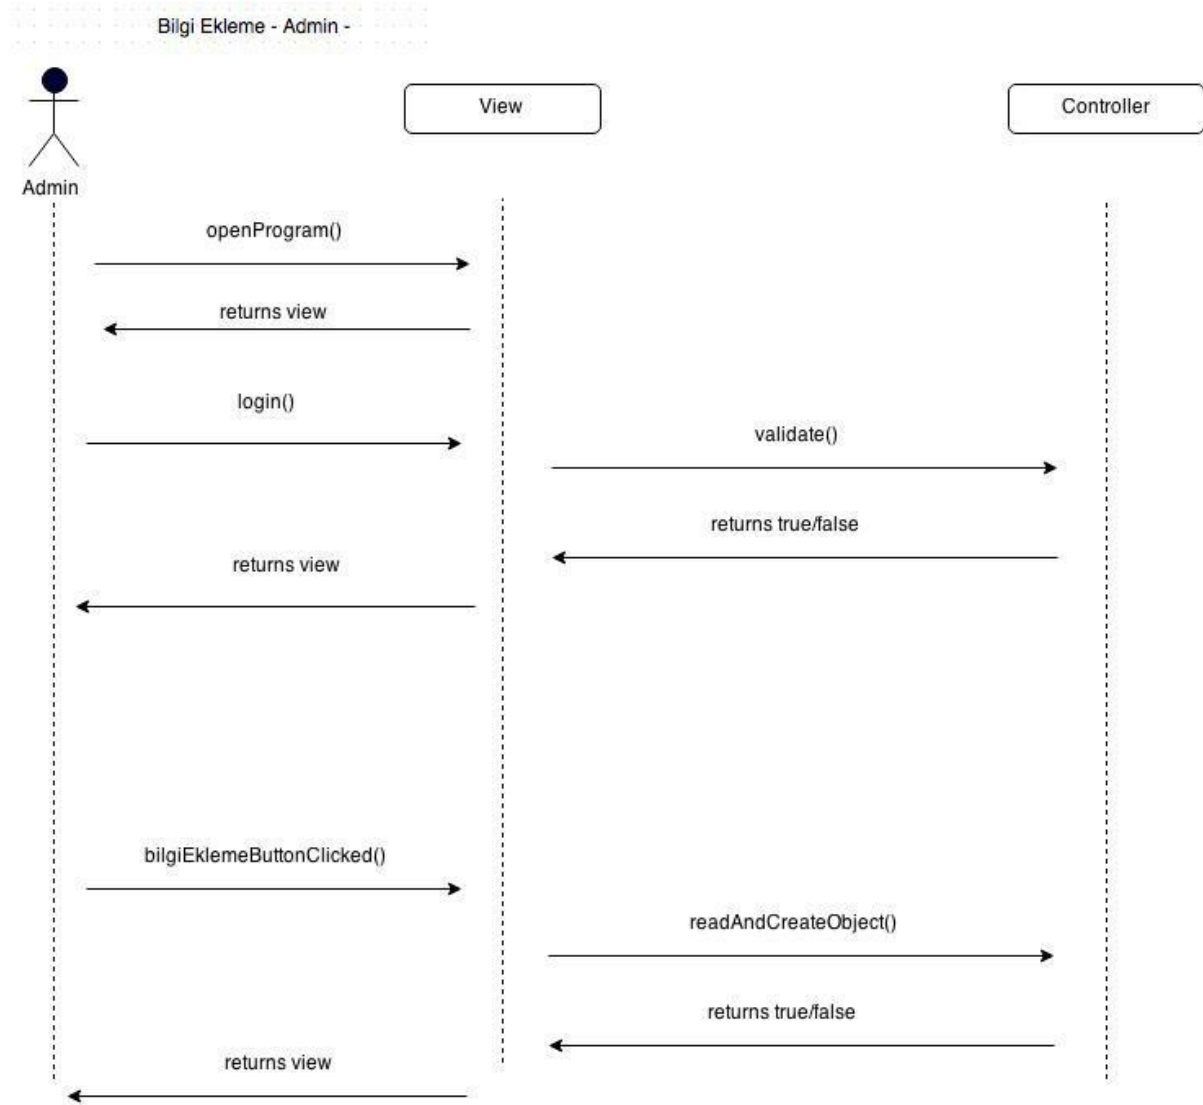 Bilgi Ekleme - Admin -
View
Controller
Admin
openProgram()
returns view
login()
validate()
returns true/false
returns view
bilgiEklemeButtonClicked()
readAndCreateObject()
returns true/false
returns view